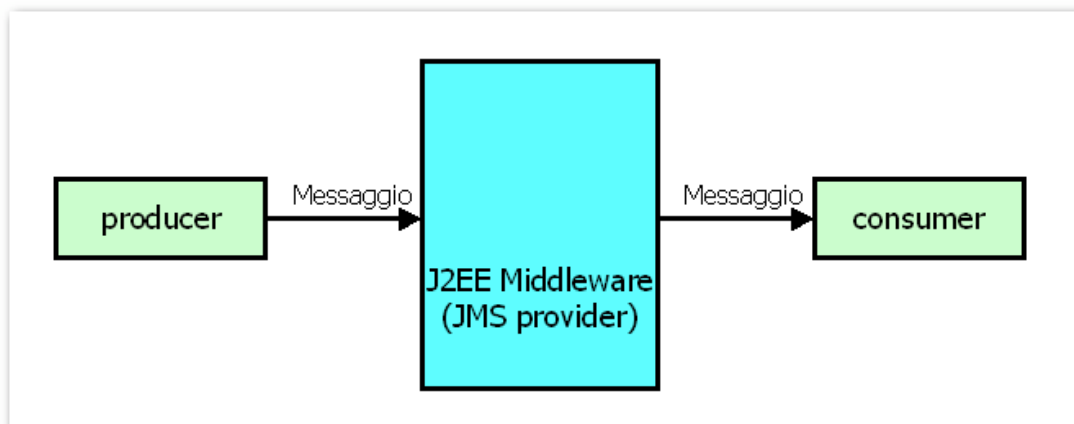 Messaggio
Messaggio
producer
consumer
J2EE Middleware
(JMS provider)